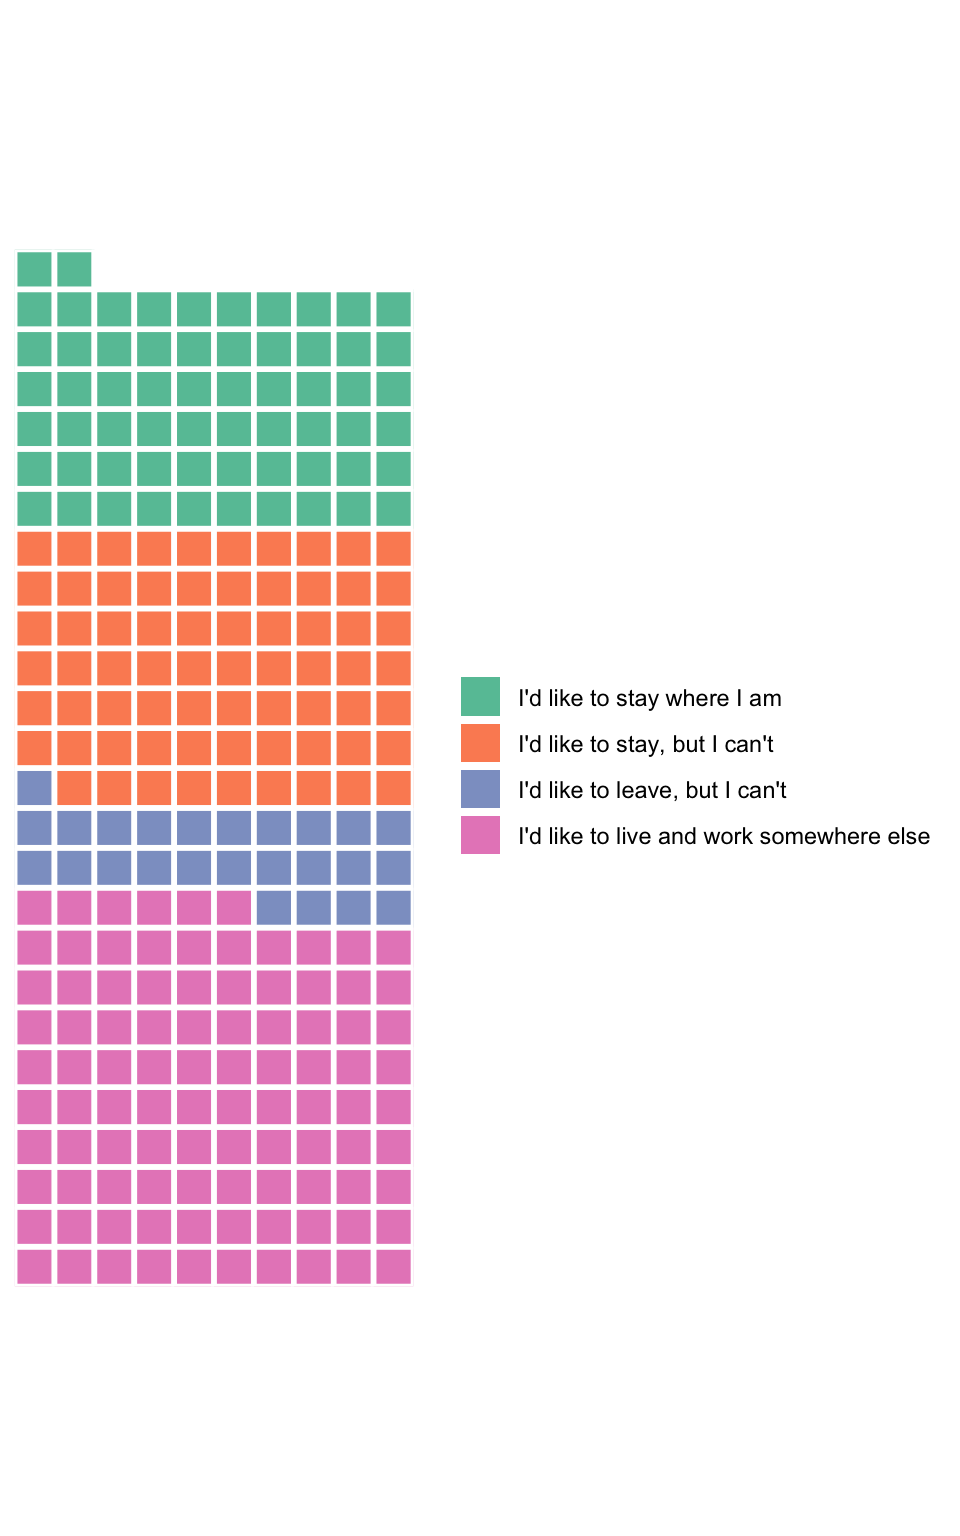 I'd like to stay where I am
I'd like to stay, but I can't
I'd like to leave, but I can't
I'd like to live and work somewhere else